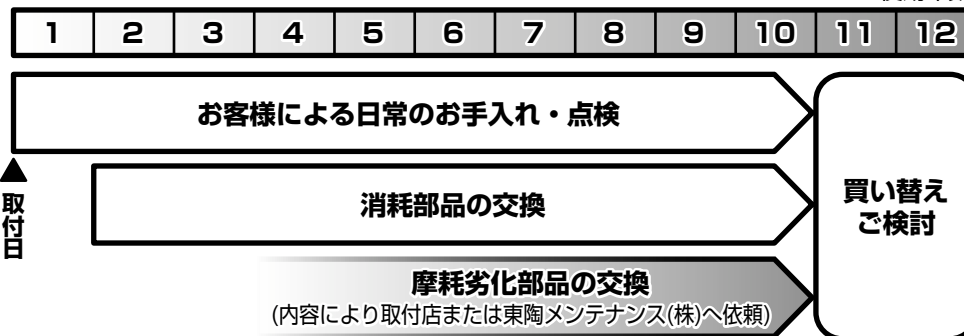 1 2 3 4 5 6 7 8 9 10 11 12
お客様による日常のお手入れ・点検
取付日
消耗部品の交換
買い替え
ご検討
摩耗劣化部品の交換
(内容により取付店または東陶メンテナンス(株)へ依頼)